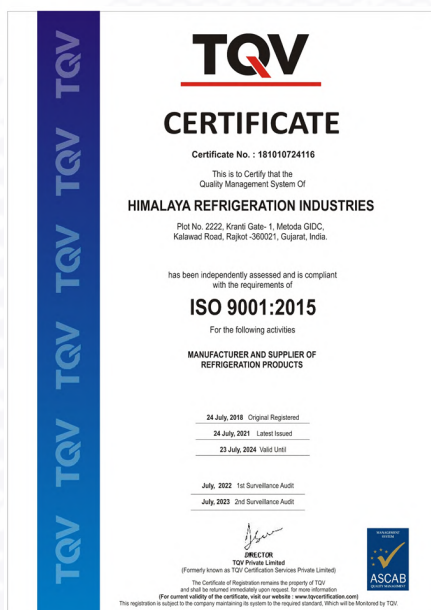 TQV
CERTIFICATE
Certificate No. : 181010724116
This is to Certify that the
Quality Management System Of
HIMALAYA REFRIGERATION INDUSTRIES
Plot No. 2222, Kranti Gate- 1, Metoda GIDC,
Kalawad Road, Rajkot -360021, Gujarat, India.
has been independently assessed and is compliant
with the requirements of
ISO 9001:2015
For the following activities
MANUFACTURER AND SUPPLIER OF
REFRIGERATION PRODUCTS
24 July, 2018 Original Registered
24 July, 2021 Latest Issued
23 July, 2024 Valid Until
July, 2022 1st Surveillance Audit
July, 2023 2nd Surveillance Audit
DIRECTOR
TQV Private Limited
(Formerly known as TQV Certification Services Private Limited)
The Certificate of Registration remains the property of TQV
and shall be returned immediately upon request. for more information
(For current validity of the certificate, visit our website : www.tqvcertification.com)
This registration is subject to the company maintaining its system to the required standard, Which will be Monitored by TQV.
MANAGEMENT
SYSTEM
ASCAB
QUALITY MANAGEMENT
TQV
TQV
TQV
TQV
TQV
TQV